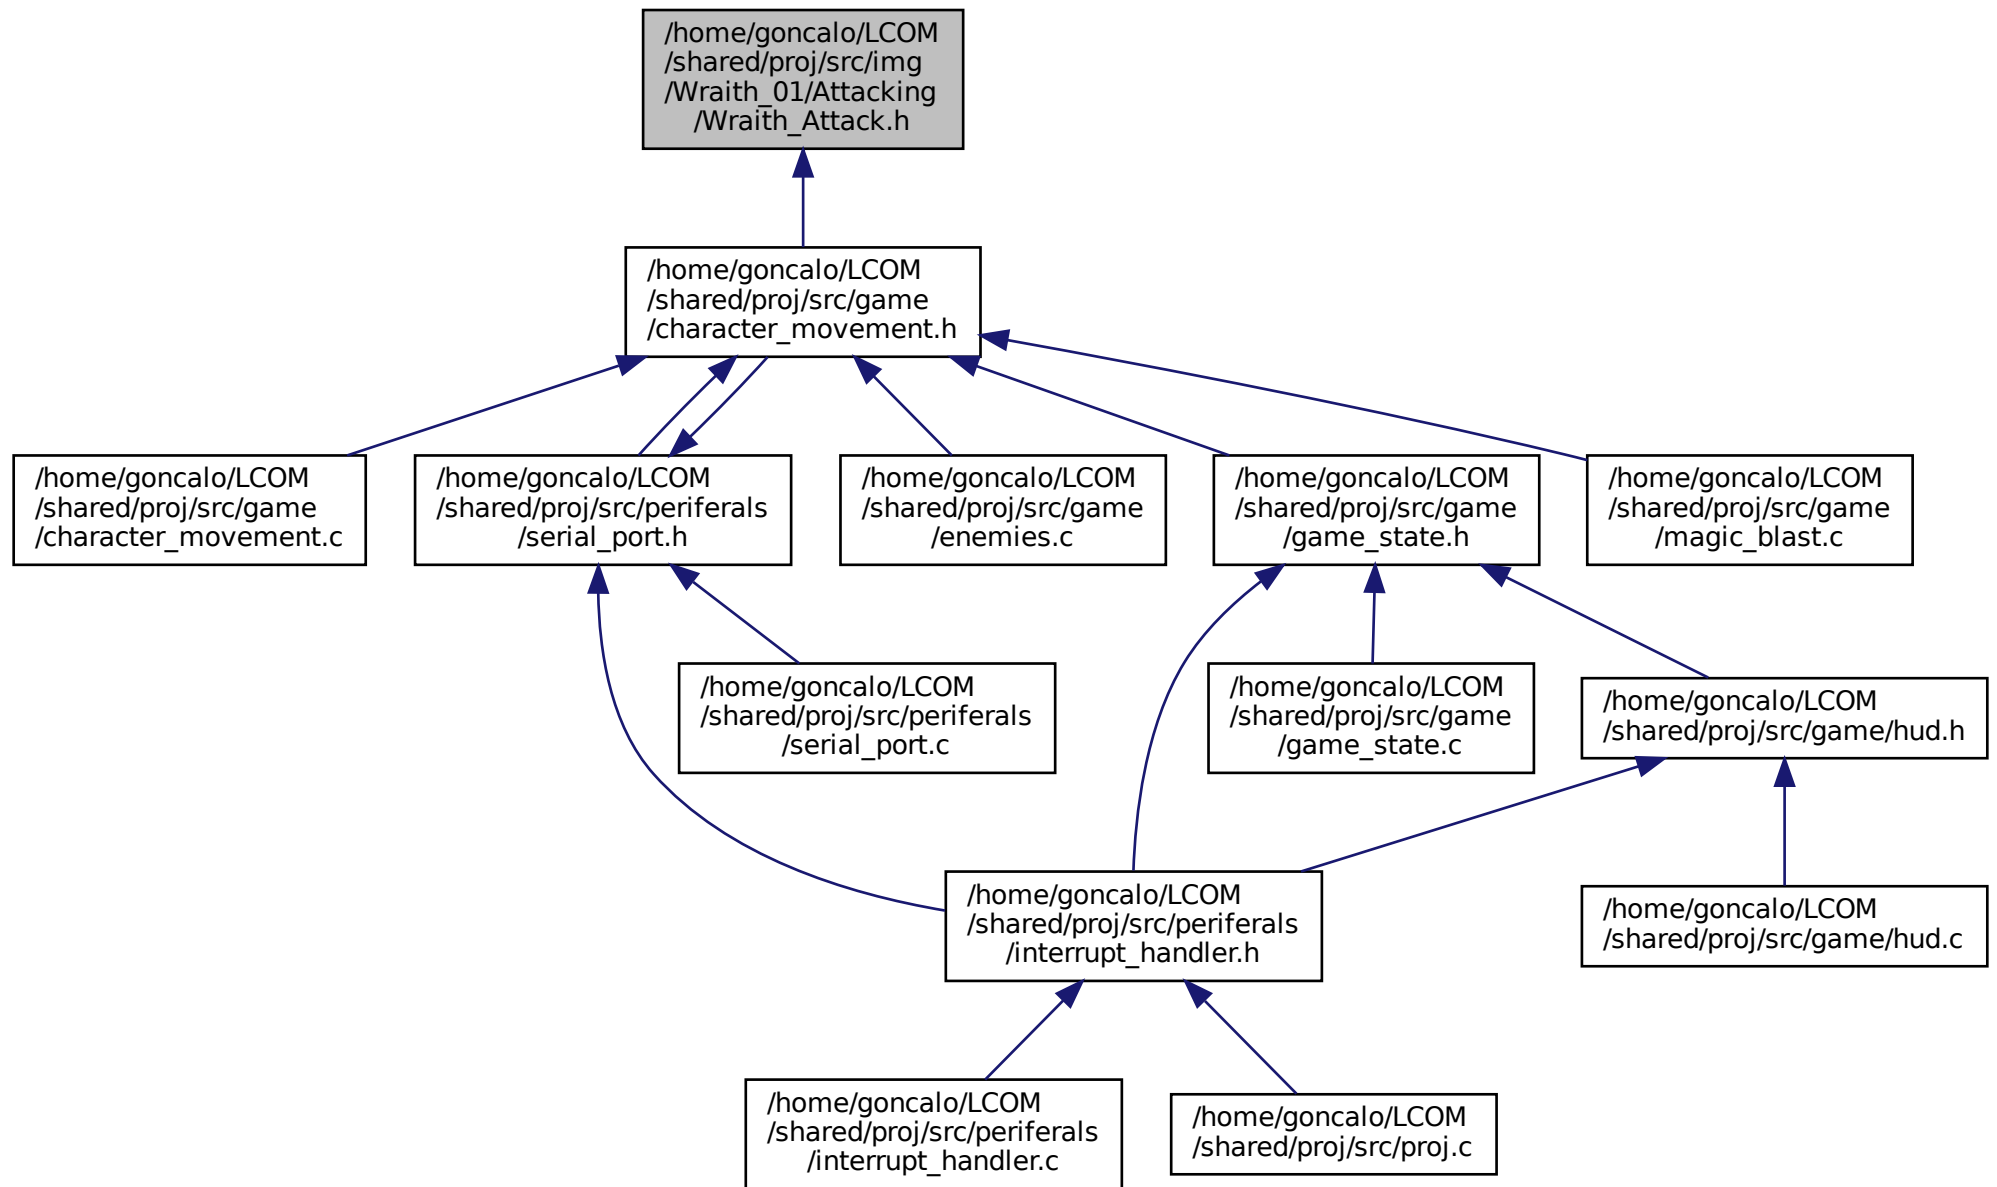 /home/goncalo/LCOM
/shared/proj/src/img
/Wraith_01/Attacking
/Wraith_Attack.h
/home/goncalo/LCOM
/shared/proj/src/game
/character_movement.h
/home/goncalo/LCOM
/shared/proj/src/game
/character_movement.c
/home/goncalo/LCOM
/shared/proj/src/periferals
/serial_port.h
/home/goncalo/LCOM
/shared/proj/src/game
/enemies.c
/home/goncalo/LCOM
/shared/proj/src/game
/game_state.h
/home/goncalo/LCOM
/shared/proj/src/game
/magic_blast.c
/home/goncalo/LCOM
/shared/proj/src/periferals
/serial_port.c
/home/goncalo/LCOM
/shared/proj/src/game
/game_state.c
/home/goncalo/LCOM
/shared/proj/src/game/hud.h
/home/goncalo/LCOM
/shared/proj/src/periferals
/interrupt_handler.h
/home/goncalo/LCOM
/shared/proj/src/game/hud.c
/home/goncalo/LCOM
/shared/proj/src/periferals
/interrupt_handler.c
/home/goncalo/LCOM
/shared/proj/src/proj.c